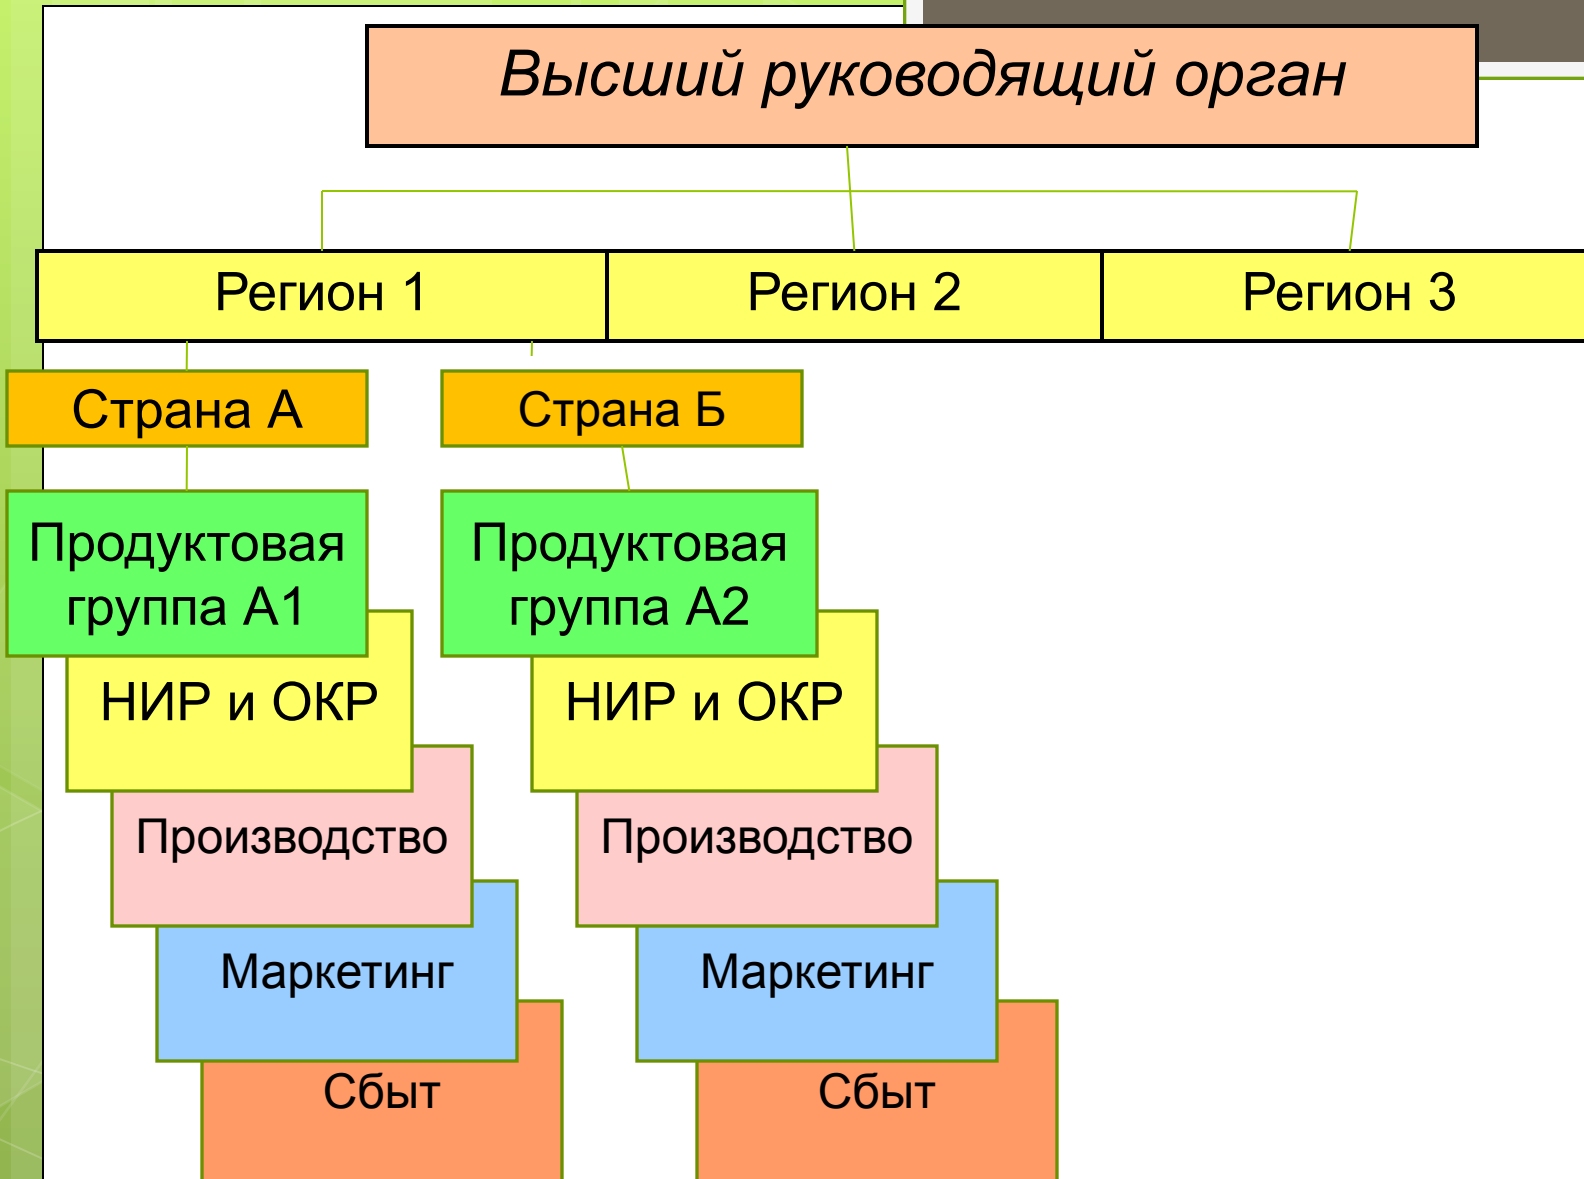 Высший руководящий орган
Регион 1
Регион 2
Регион 3
Страна А
Страна Б
Продуктовая
группа А1
Продуктовая
группа А2
НИР и ОКР
НИР и ОКР
Производство
Производство
Маркетинг
Маркетинг
Сбыт
Сбыт